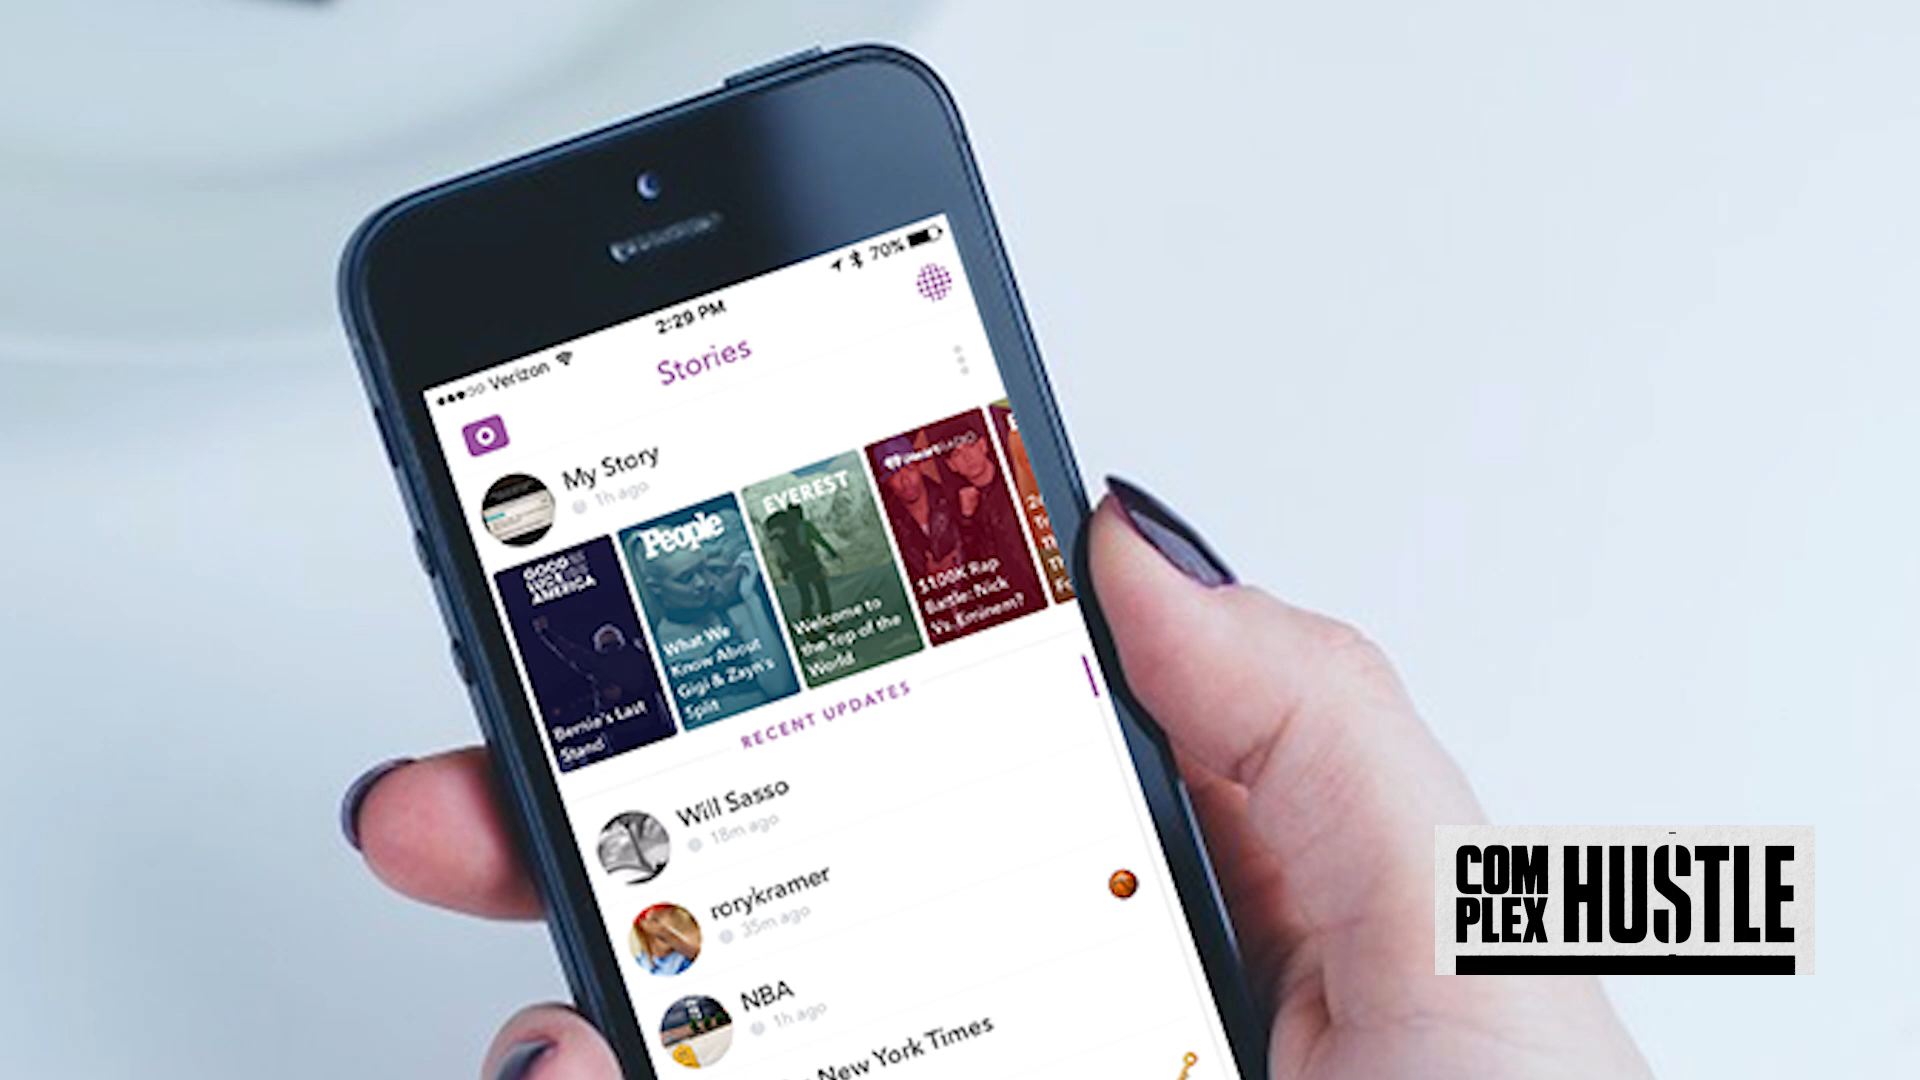 Verizon
2:29 PM
70%
Stories
My Story
1h ago
GOOD
LUCK
AMERICA
Bernie's Last
Stand
People
What We
Know About
Gigi & Zayn's
Split
EVEREST
Welcome to
the Top of the
World
iHeartRADIO
$100K Rap
Battle: Nick
Vs. Eminem?
RECENT UPDATES
Will Sasso
18m ago
rorykramer
35m ago
NBA
1h ago
New York Times
COM
PLEX
HUSTLE